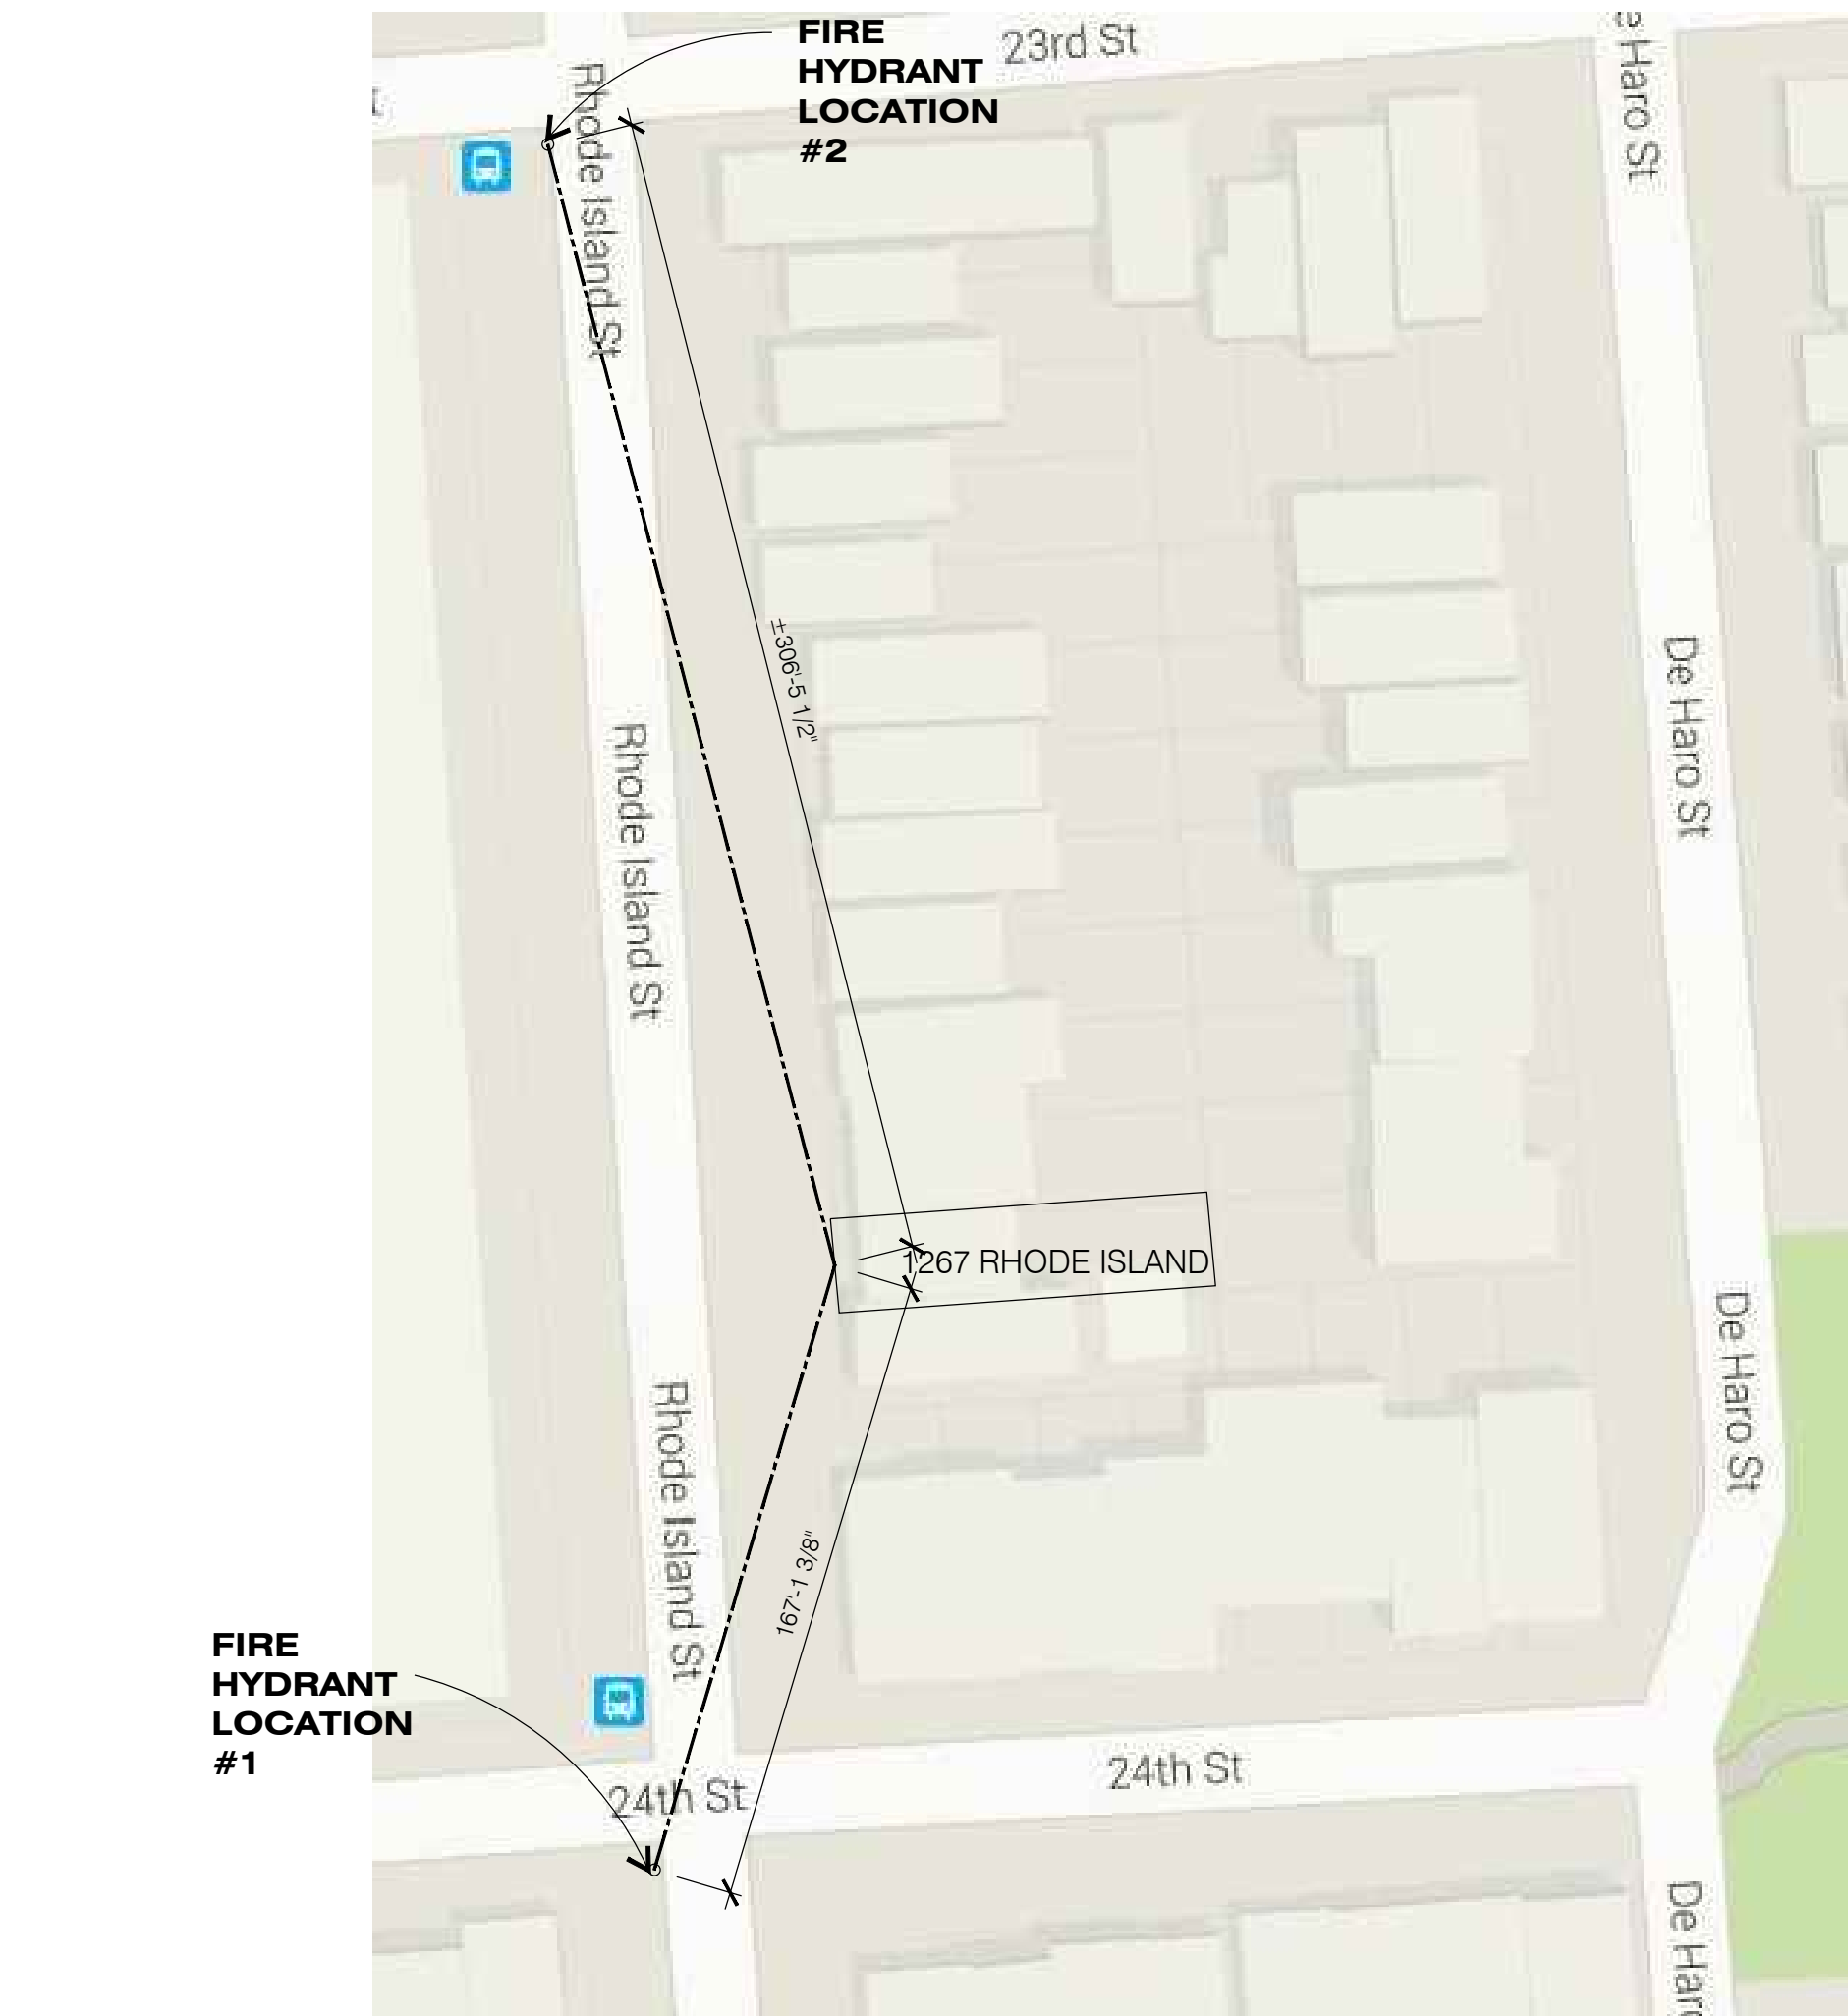 FIRE
HYDRANT
LOCATION
#2
23rd St
Haro St
Rhode Island St
±306'-5 1/2"
De Haro St
Rhode Island St
1267 RHODE ISLAND
De Haro St
Rhode Island St
167'-1 3/8"
FIRE
HYDRANT
LOCATION
#1
24th St
24th St
De Har